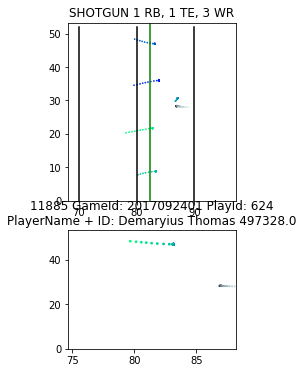 SHOTGUN 1 RB, 1 TE, 3 WR
50
40
30
20
10
0
70 80 90
11885 GameId: 2017092401 PlayId: 624
PlayerName + ID: Demaryius Thomas 497328.0
40
20
0
75 80 85